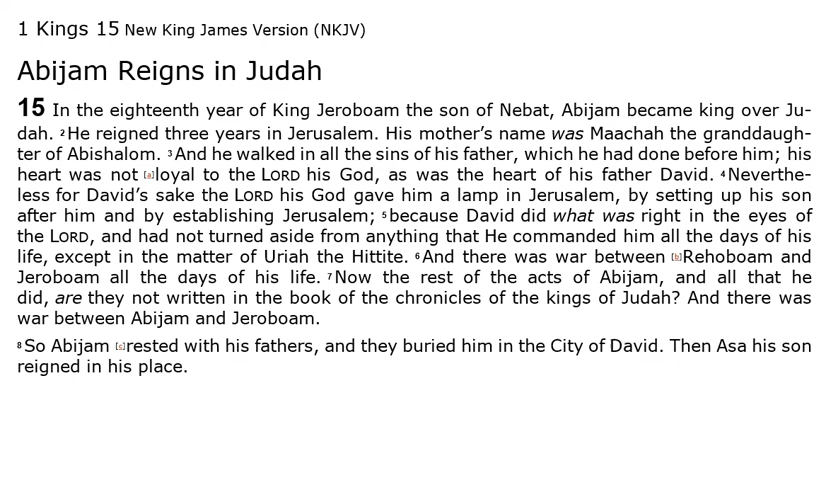 1 Kings 15 New King James Version (NKJV)
Abijam Reigns in Judah
15 In the eighteenth year of King Jeroboam the son of Nebat, Abijam became king over Ju-
dah. 2 He reigned three years in Jerusalem. His mother’s name was Maachah the granddaugh-
ter of Abishalom. 3 And he walked in all the sins of his father, which he had done before him; his
heart was not [a]loyal to the LORD his God, as was the heart of his father David. 4 Neverthe-
less for David’s sake the LORD his God gave him a lamp in Jerusalem, by setting up his son
after him and by establishing Jerusalem; 5 because David did what was right in the eyes of
the LORD, and had not turned aside from anything that He commanded him all the days of his
life, except in the matter of Uriah the Hittite. 6 And there was war between [b]Rehoboam and
Jeroboam all the days of his life. 7 Now the rest of the acts of Abijam, and all that he
did, are they not written in the book of the chronicles of the kings of Judah? And there was
war between Abijam and Jeroboam.
8 So Abijam [c]rested with his fathers, and they buried him in the City of David. Then Asa his son
reigned in his place.